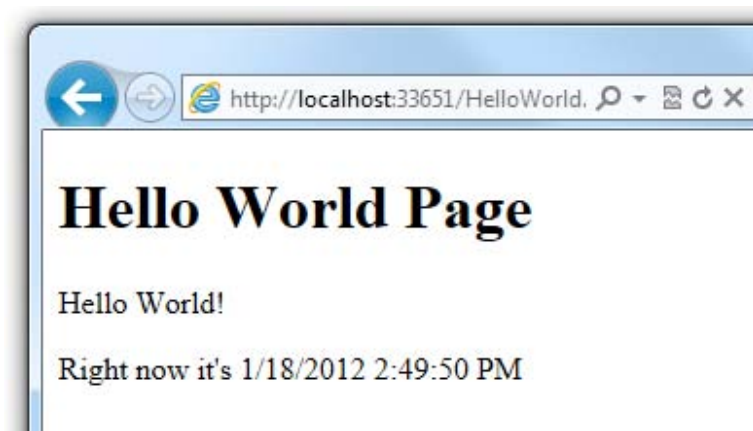 http://localhost:33651/HelloWorld.
Hello World Page
Hello World!
Right now it's 1/18/2012 2:49:50 PM